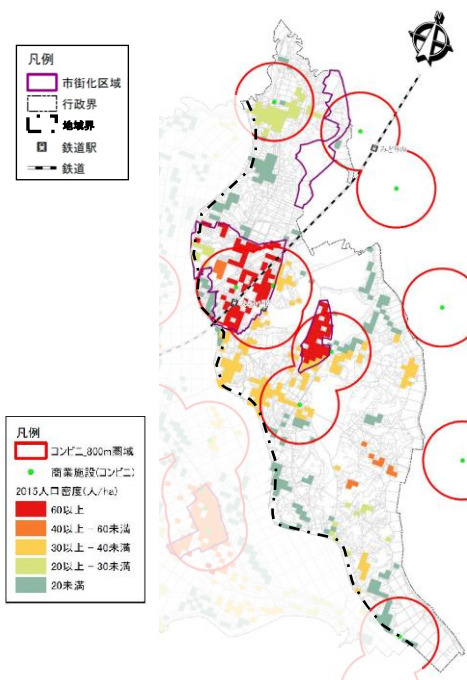 凡例
市街化区域
行政界
地域界
鉄道駅
鉄道
凡例
コンビニ_800m圏域
商業施設(コンビニ)
2015人口密度(人/ha)
60以上
40以上 − 60未満
30以上 − 40未満
20以上 − 30未満
20未満